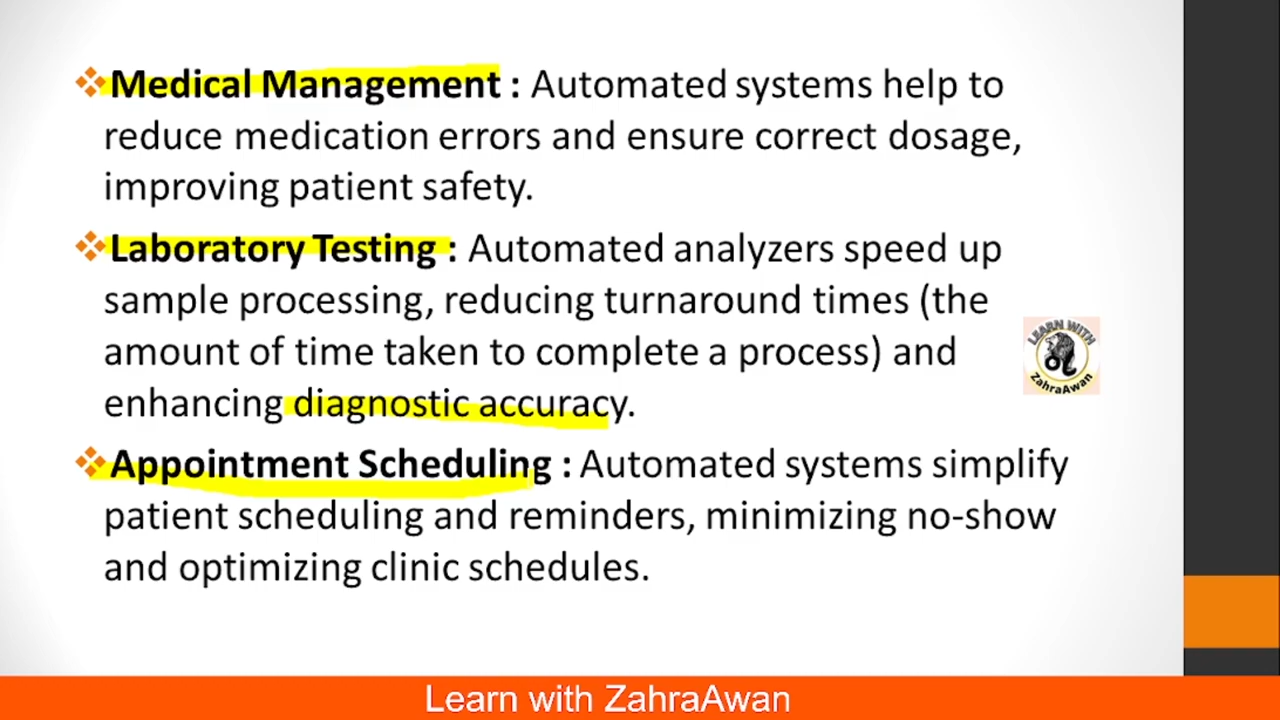 ❖Medical Management : Automated systems help to
reduce medication errors and ensure correct dosage,
improving patient safety.
❖Laboratory Testing : Automated analyzers speed up
sample processing, reducing turnaround times (the
amount of time taken to complete a process) and
enhancing diagnostic accuracy.
❖Appointment Scheduling : Automated systems simplify
patient scheduling and reminders, minimizing no-show
and optimizing clinic schedules.
LEARN WITH
ZahraAwan
Learn with ZahraAwan